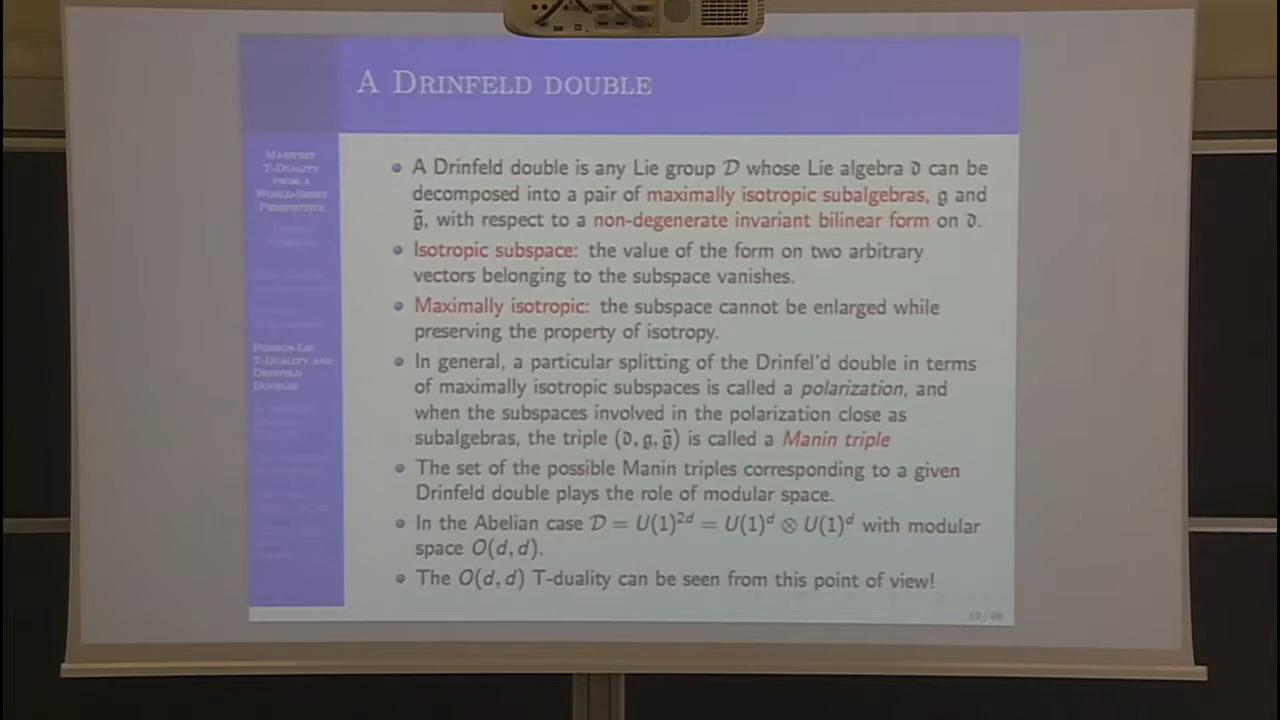 A DRINFELD DOUBLE
MANIFEST
T-DUALITY
FROM A
WORLD-SHEET
PERSPECTIVE
POISSON-LIE
T-DUALITY AND
DRINFELD
DOUBLES
• A Drinfeld double is any Lie group 𝒟 whose Lie algebra 𝔡 can be
decomposed into a pair of maximally isotropic subalgebras, 𝔤 and
𝔤̃, with respect to a non-degenerate invariant bilinear form on 𝔡.
• Isotropic subspace: the value of the form on two arbitrary
vectors belonging to the subspace vanishes.
• Maximally isotropic: the subspace cannot be enlarged while
preserving the property of isotropy.
• In general, a particular splitting of the Drinfel'd double in terms
of maximally isotropic subspaces is called a polarization, and
when the subspaces involved in the polarization close as
subalgebras, the triple (𝔡, 𝔤, 𝔤̃) is called a Manin triple
• The set of the possible Manin triples corresponding to a given
Drinfeld double plays the role of modular space.
• In the Abelian case 𝒟 = U(1)²ᵈ = U(1)ᵈ ⊗ U(1)ᵈ with modular
space O(d, d).
• The O(d, d) T-duality can be seen from this point of view!